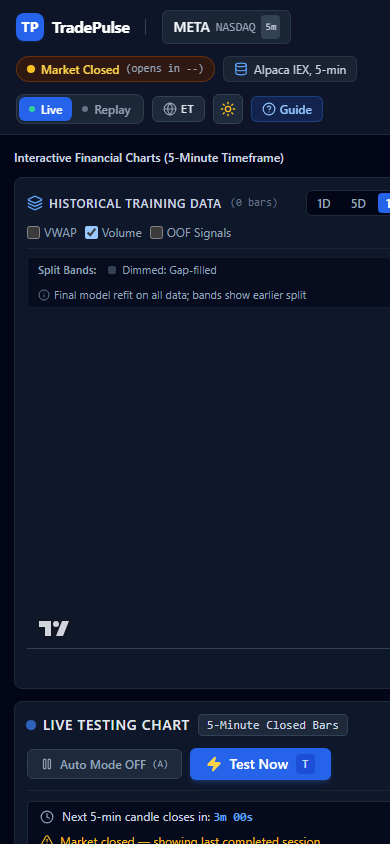 TP TradePulse META NASDAQ 5m
Market Closed (opens in --) Alpaca IEX, 5-min
Live Replay ET Guide
Interactive Financial Charts (5-Minute Timeframe)
HISTORICAL TRAINING DATA (0 bars) 1D 5D
VWAP Volume OOF Signals
Split Bands: Dimmed: Gap-filled
Final model refit on all data; bands show earlier split
LIVE TESTING CHART 5-Minute Closed Bars
Auto Mode OFF (A) Test Now T
Next 5-min candle closes in: 3m 00s
Market closed — showing last completed session